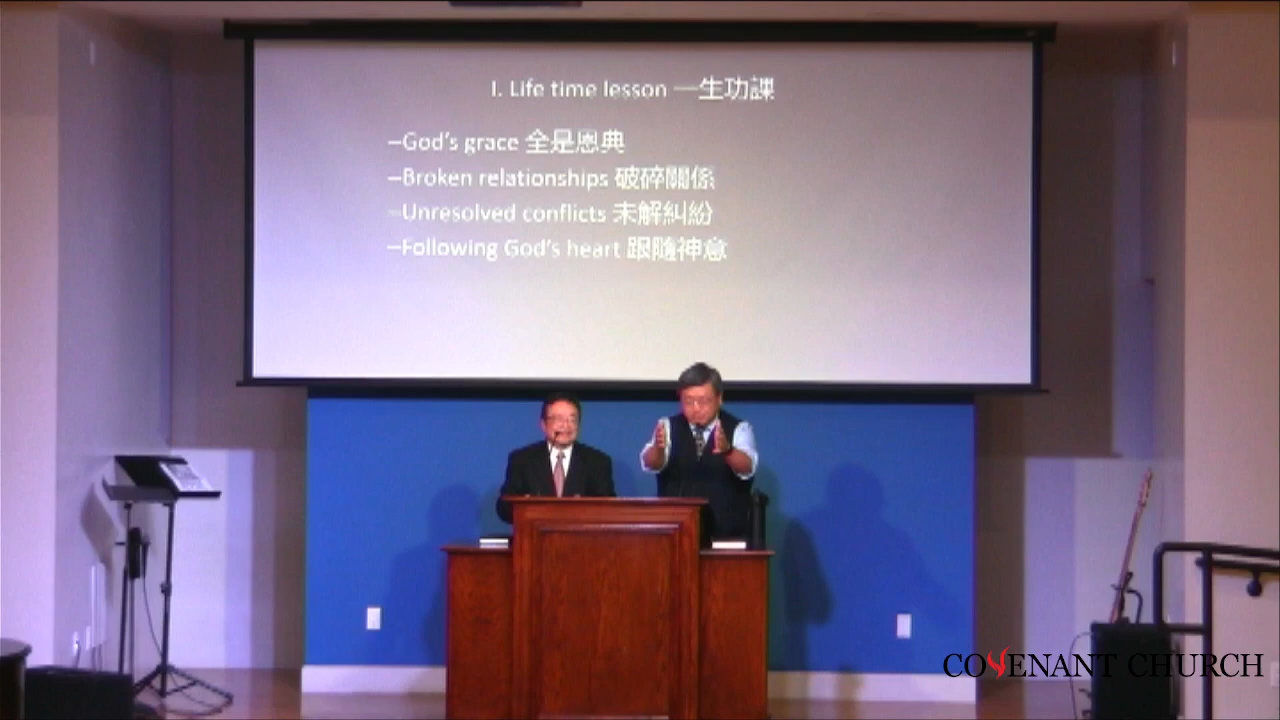 I. Life time lesson 一生功課
–God's grace 全是恩典
–Broken relationships 破碎關係
–Unresolved conflicts 未解糾紛
–Following God's heart 跟隨神意
COVENANT CHURCH